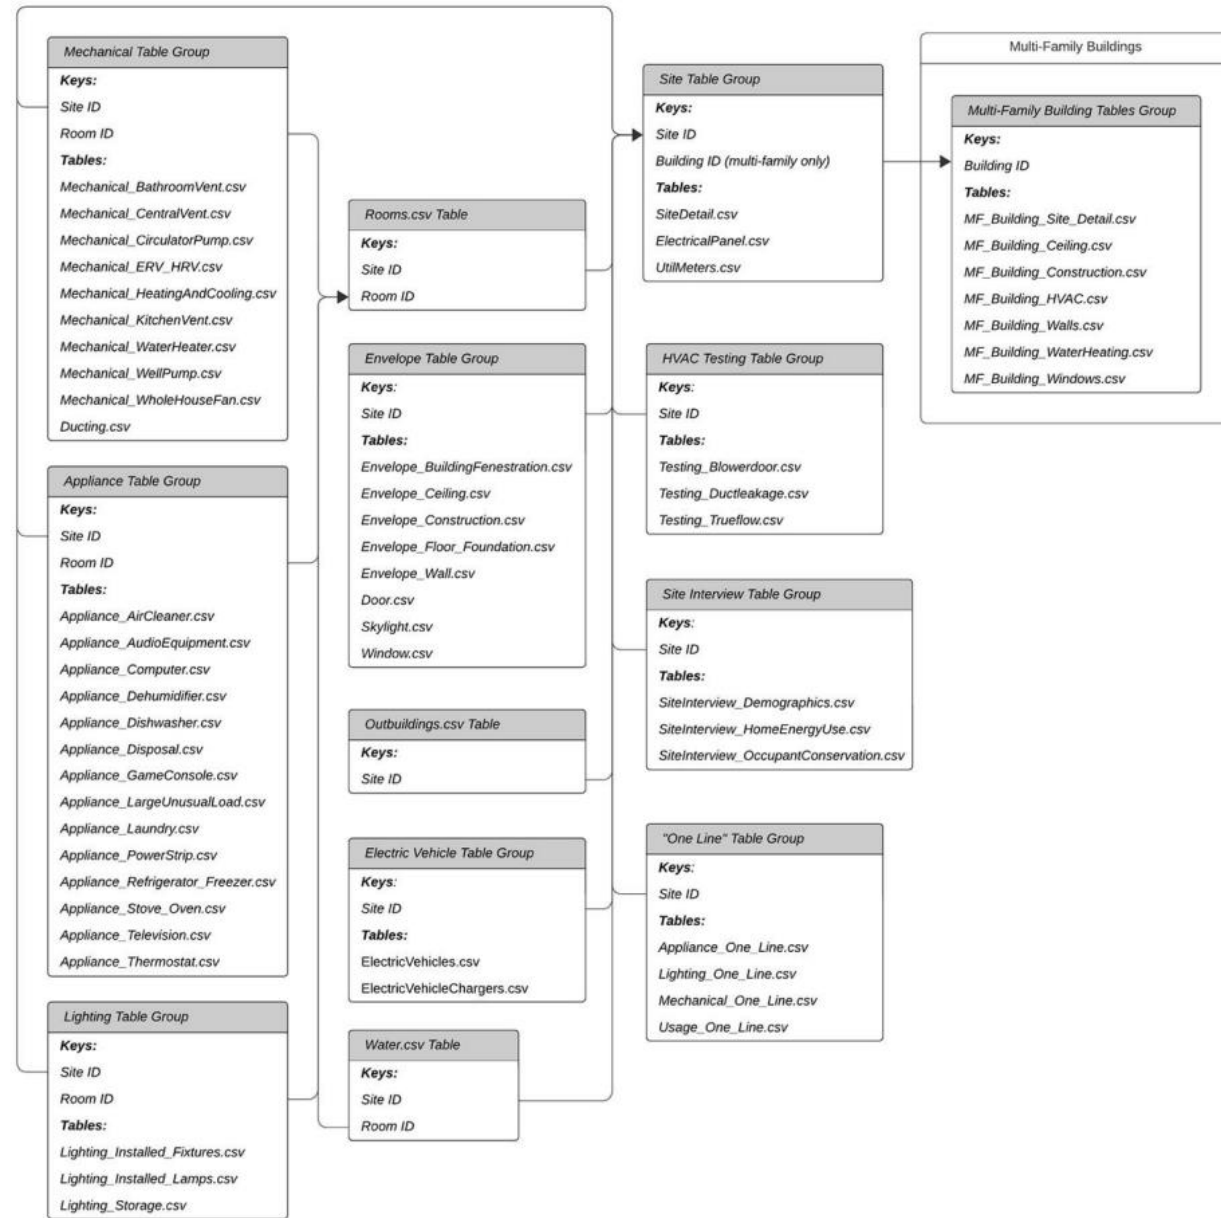 Mechanical Table Group
Keys:
Site ID
Room ID
Tables:
Mechanical_BathroomVent.csv
Mechanical_CentralVent.csv
Mechanical_CirculatorPump.csv
Mechanical_ERV_HRV.csv
Mechanical_HeatingAndCooling.csv
Mechanical_KitchenVent.csv
Mechanical_WaterHeater.csv
Mechanical_WellPump.csv
Mechanical_WholeHouseFan.csv
Ducting.csv
Appliance Table Group
Keys:
Site ID
Room ID
Tables:
Appliance_AirCleaner.csv
Appliance_AudioEquipment.csv
Appliance_Computer.csv
Appliance_Dehumidifier.csv
Appliance_Dishwasher.csv
Appliance_Disposal.csv
Appliance_GameConsole.csv
Appliance_LargeUnusualLoad.csv
Appliance_Laundry.csv
Appliance_PowerStrip.csv
Appliance_Refrigerator_Freezer.csv
Appliance_Stove_Oven.csv
Appliance_Television.csv
Appliance_Thermostat.csv
Lighting Table Group
Keys:
Site ID
Room ID
Tables:
Lighting_Installed_Fixtures.csv
Lighting_Installed_Lamps.csv
Lighting_Storage.csv
Rooms.csv Table
Keys:
Site ID
Room ID
Envelope Table Group
Keys:
Site ID
Tables:
Envelope_BuildingFenestration.csv
Envelope_Ceiling.csv
Envelope_Construction.csv
Envelope_Floor_Foundation.csv
Envelope_Wall.csv
Door.csv
Skylight.csv
Window.csv
Outbuildings.csv Table
Keys:
Site ID
Electric Vehicle Table Group
Keys:
Site ID
Tables:
ElectricVehicles.csv
ElectricVehicleChargers.csv
Water.csv Table
Keys:
Site ID
Room ID
Site Table Group
Keys:
Site ID
Building ID (multi-family only)
Tables:
SiteDetail.csv
ElectricalPanel.csv
UtilMeters.csv
HVAC Testing Table Group
Keys:
Site ID
Tables:
Testing_Blowerdoor.csv
Testing_Ductleakage.csv
Testing_Trueflow.csv
Site Interview Table Group
Keys:
Site ID
Tables:
SiteInterview_Demographics.csv
SiteInterview_HomeEnergyUse.csv
SiteInterview_OccupantConservation.csv
"One Line" Table Group
Keys:
Site ID
Tables:
Appliance_One_Line.csv
Lighting_One_Line.csv
Mechanical_One_Line.csv
Usage_One_Line.csv
Multi-Family Buildings
Multi-Family Building Tables Group
Keys:
Building ID
Tables:
MF_Building_Site_Detail.csv
MF_Building_Ceiling.csv
MF_Building_Construction.csv
MF_Building_HVAC.csv
MF_Building_Walls.csv
MF_Building_WaterHeating.csv
MF_Building_Windows.csv